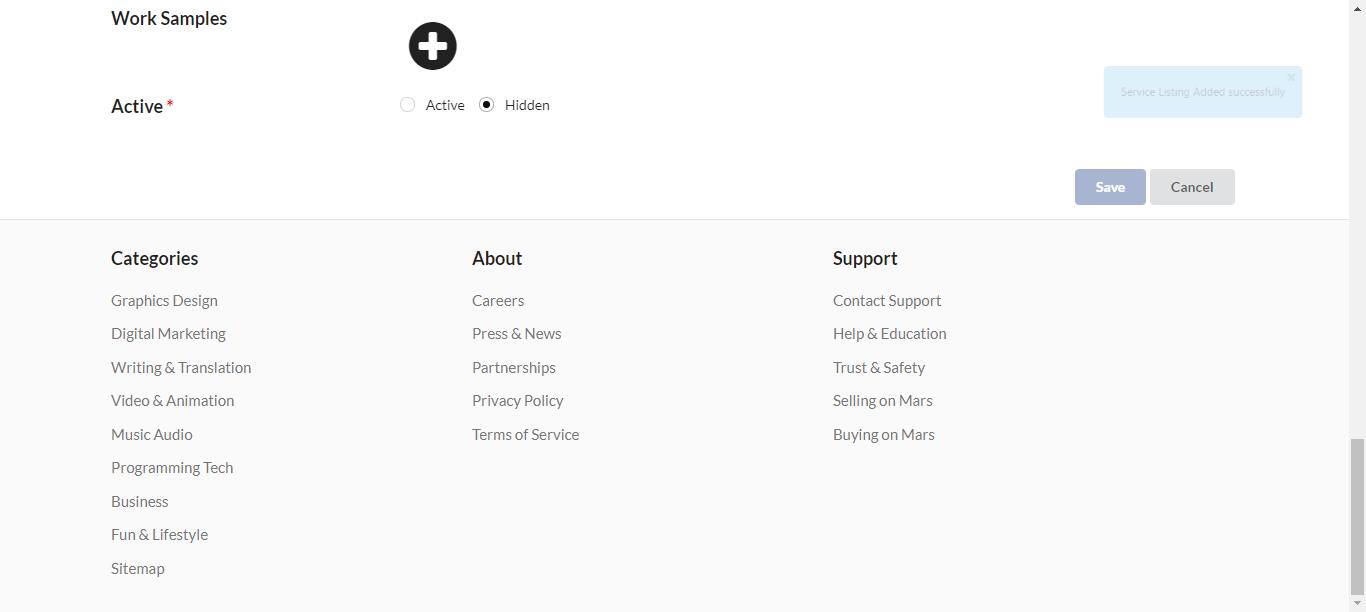 Work Samples
Active *
Active
Hidden
Service Listing Added successfully
Save
Cancel
Categories
Graphics Design
Digital Marketing
Writing & Translation
Video & Animation
Music Audio
Programming Tech
Business
Fun & Lifestyle
Sitemap
About
Careers
Press & News
Partnerships
Privacy Policy
Terms of Service
Support
Contact Support
Help & Education
Trust & Safety
Selling on Mars
Buying on Mars